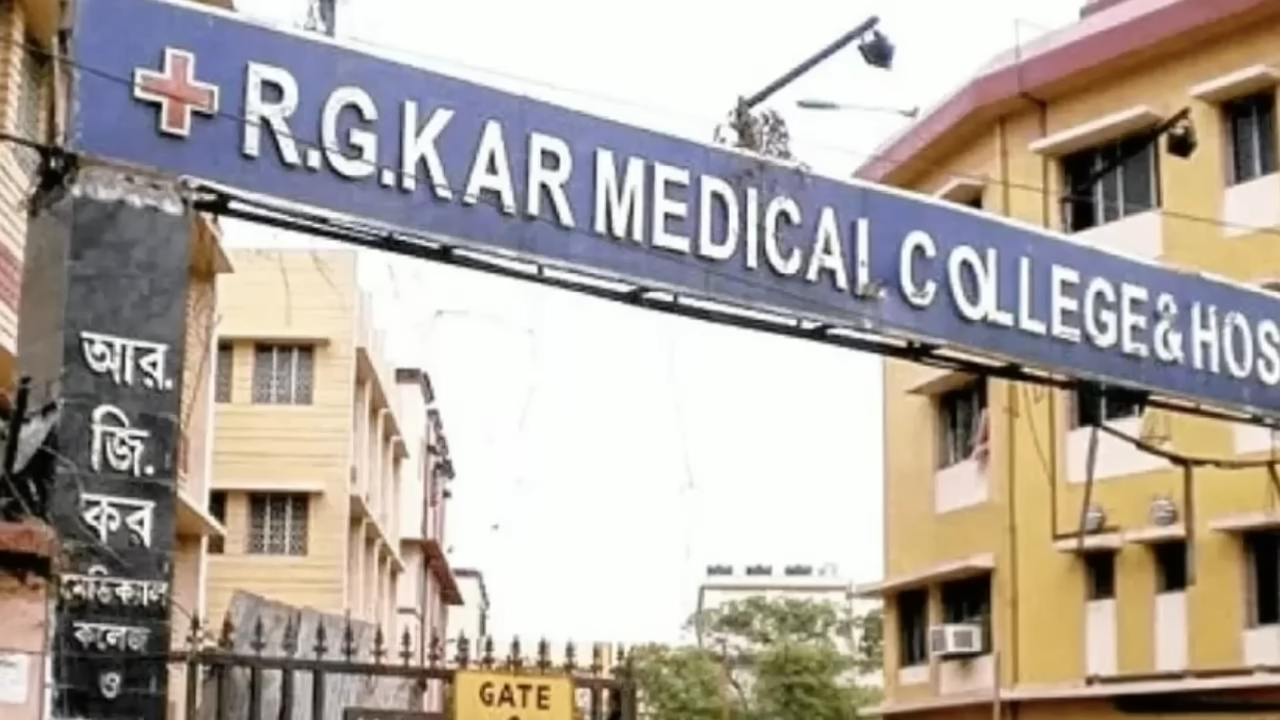 R.G.KAR MEDICAL COLLEGE & HOS
আর.
জি.
কর
মেডিক্যাল
কলেজ
ও
GATE